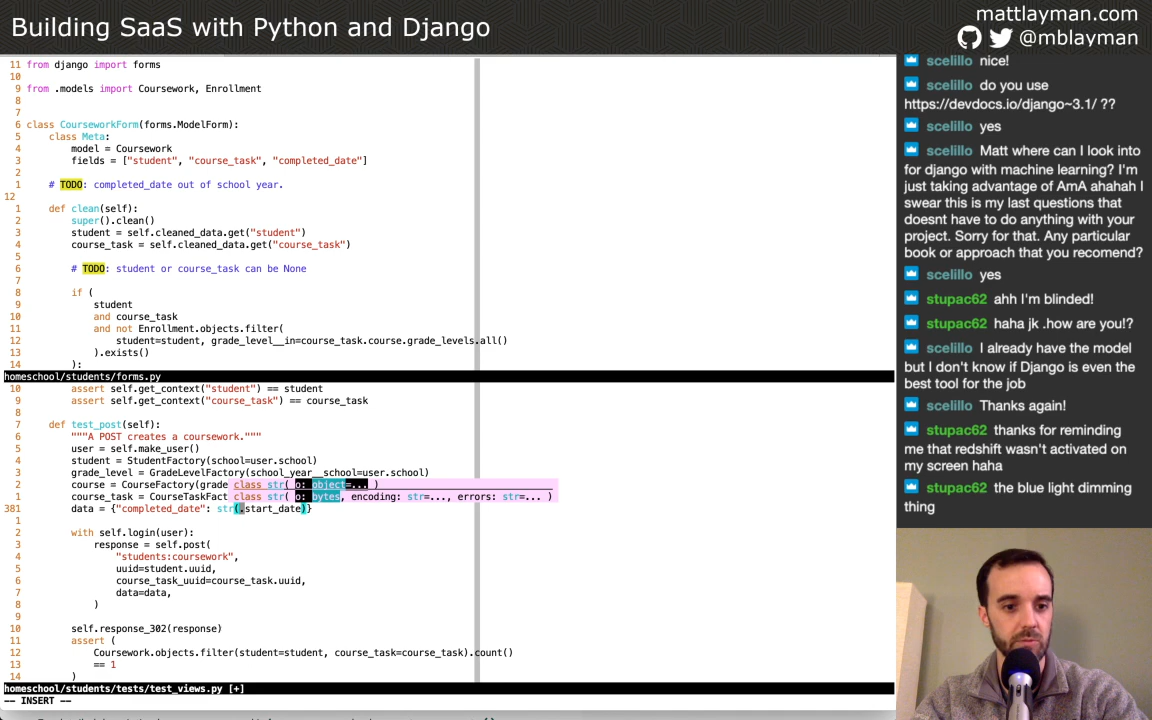 Building SaaS with Python and Django
mattlayman.com
@mblayman
11 from django import forms
10
9 from .models import Coursework, Enrollment
8
7
6 class CourseworkForm(forms.ModelForm):
5     class Meta:
4         model = Coursework
3         fields = ["student", "course_task", "completed_date"]
2
1     # TODO: completed_date out of school year.
12
1     def clean(self):
2         super().clean()
3         student = self.cleaned_data.get("student")
4         course_task = self.cleaned_data.get("course_task")
5
6         # TODO: student or course_task can be None
7
8         if (
9             student
10             and course_task
11             and not Enrollment.objects.filter(
12                 student=student, grade_level__in=course_task.course.grade_levels.all()
13             ).exists()
14         ):
homeschool/students/forms.py
10         assert self.get_context("student") == student
9         assert self.get_context("course_task") == course_task
8
7     def test_post(self):
6         """A POST creates a coursework."""
5         user = self.make_user()
4         student = StudentFactory(school=user.school)
3         grade_level = GradeLevelFactory(school_year__school=user.school)
2         course = CourseFactory(grade class str( o: object=... )
1         course_task = CourseTaskFact class str( o: bytes, encoding: str=..., errors: str=... )
381         data = {"completed_date": str(.start_date)}
1
2         with self.login(user):
3             response = self.post(
4                 "students:coursework",
5                 uuid=student.uuid,
6                 course_task_uuid=course_task.uuid,
7                 data=data,
8             )
9
10         self.response_302(response)
11         assert (
12             Coursework.objects.filter(student=student, course_task=course_task).count()
13             == 1
14         )
homeschool/students/tests/test_views.py [+]
-- INSERT --
scelillo nice!
scelillo do you use
https://devdocs.io/django~3.1/ ??
scelillo yes
scelillo Matt where can I look into
for django with machine learning? I'm
just taking advantage of AmA ahahah I
swear this is my last questions that
doesnt have to do anything with your
project. Sorry for that. Any particular
book or approach that you recomend?
scelillo yes
stupac62 ahh I'm blinded!
stupac62 haha jk .how are you!?
scelillo I already have the model
but I don't know if Django is even the
best tool for the job
scelillo Thanks again!
stupac62 thanks for reminding
me that redshift wasn't activated on
my screen haha
stupac62 the blue light dimming
thing